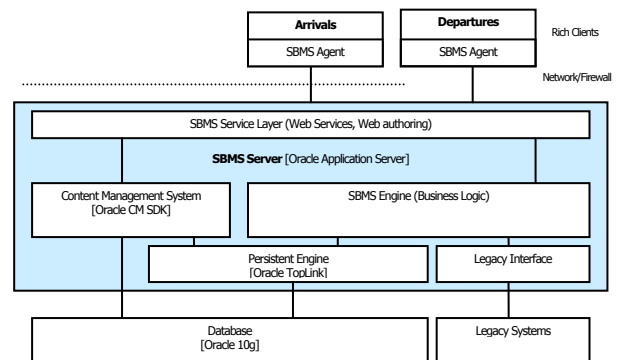 Arrivals
SBMS Agent
Departures
SBMS Agent
Rich Clients
Network/Firewall
SBMS Service Layer (Web Services, Web authoring)
SBMS Server [Oracle Application Server]
Content Management System
[Oracle CM SDK]
SBMS Engine (Business Logic)
Persistent Engine
[Oracle TopLink]
Legacy Interface
Database
[Oracle 10g]
Legacy Systems